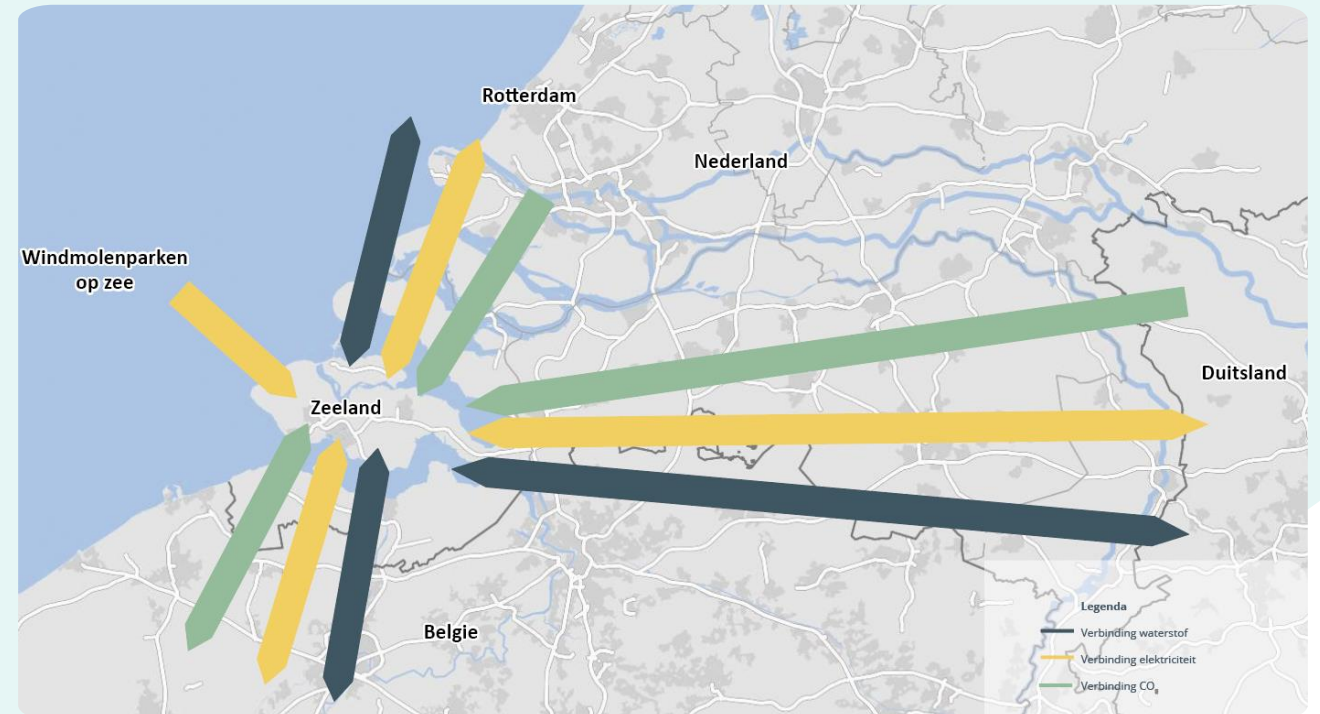 Rotterdam
Nederland
Windmolenparken
op zee
Duitsland
Zeeland
Belgie
Legenda
Verbinding waterstof
Verbinding elektriciteit
Verbinding CO₂